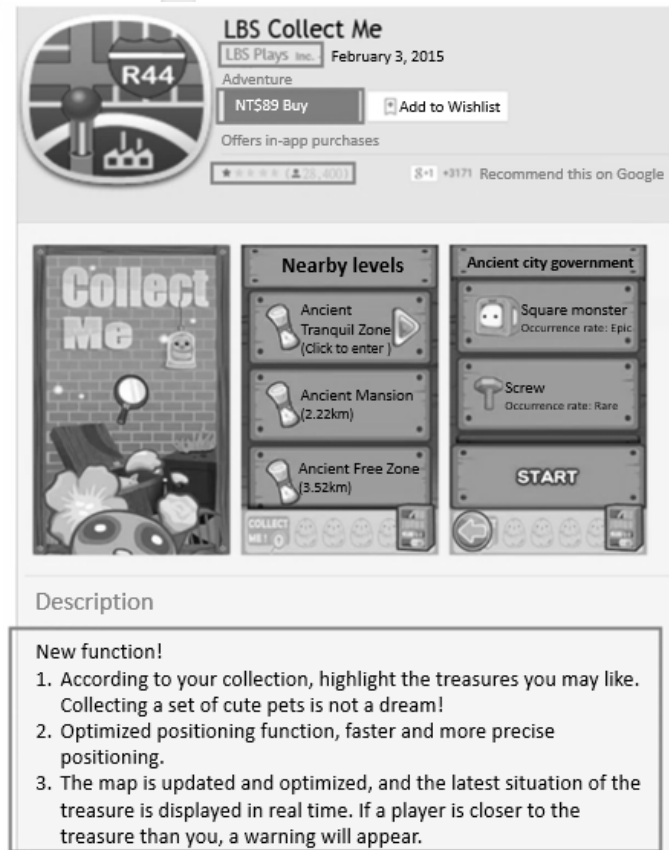 LBS Collect Me
LBS Plays Inc. February 3, 2015
Adventure
NT$89 Buy Add to Wishlist
Offers in-app purchases
(28,400) g+1 +3171 Recommend this on Google
R44
Collect
Me
Nearby levels
Ancient
Tranquil Zone
(Click to enter )
Ancient Mansion
(2.22km)
Ancient Free Zone
(3.52km)
COLLECT
ME!
Ancient city government
Square monster
Occurrence rate: Epic
Screw
Occurrence rate: Rare
START
Description
New function!
1. According to your collection, highlight the treasures you may like.
Collecting a set of cute pets is not a dream!
2. Optimized positioning function, faster and more precise
positioning.
3. The map is updated and optimized, and the latest situation of the
treasure is displayed in real time. If a player is closer to the
treasure than you, a warning will appear.